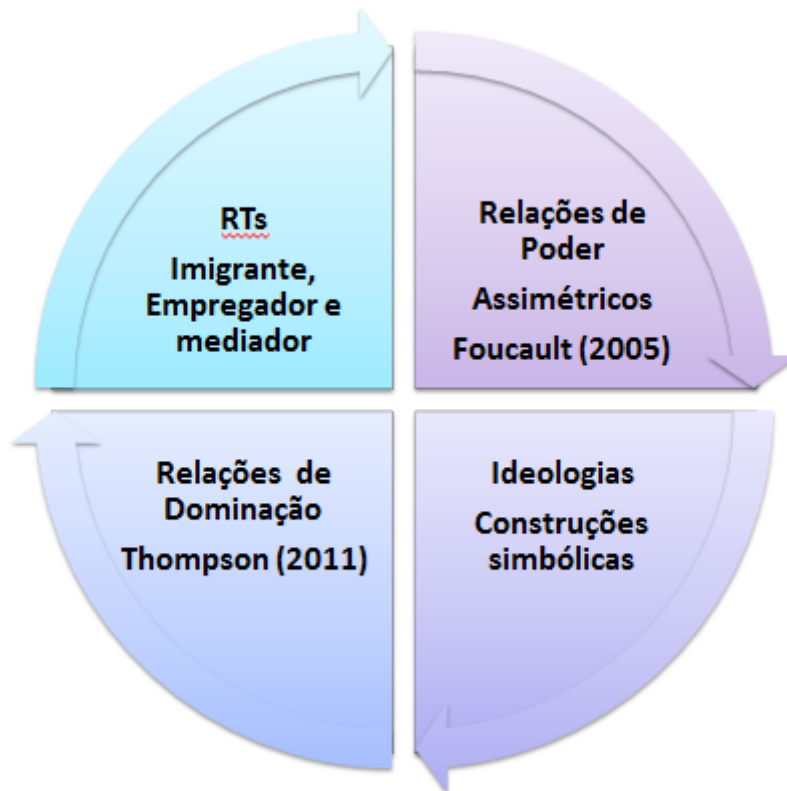 RTs
Imigrante,
Empregador e
mediador
Relações de
Poder
Assimétricos
Foucault (2005)
Relações de
Dominação
Thompson (2011)
Ideologias
Construções
simbólicas